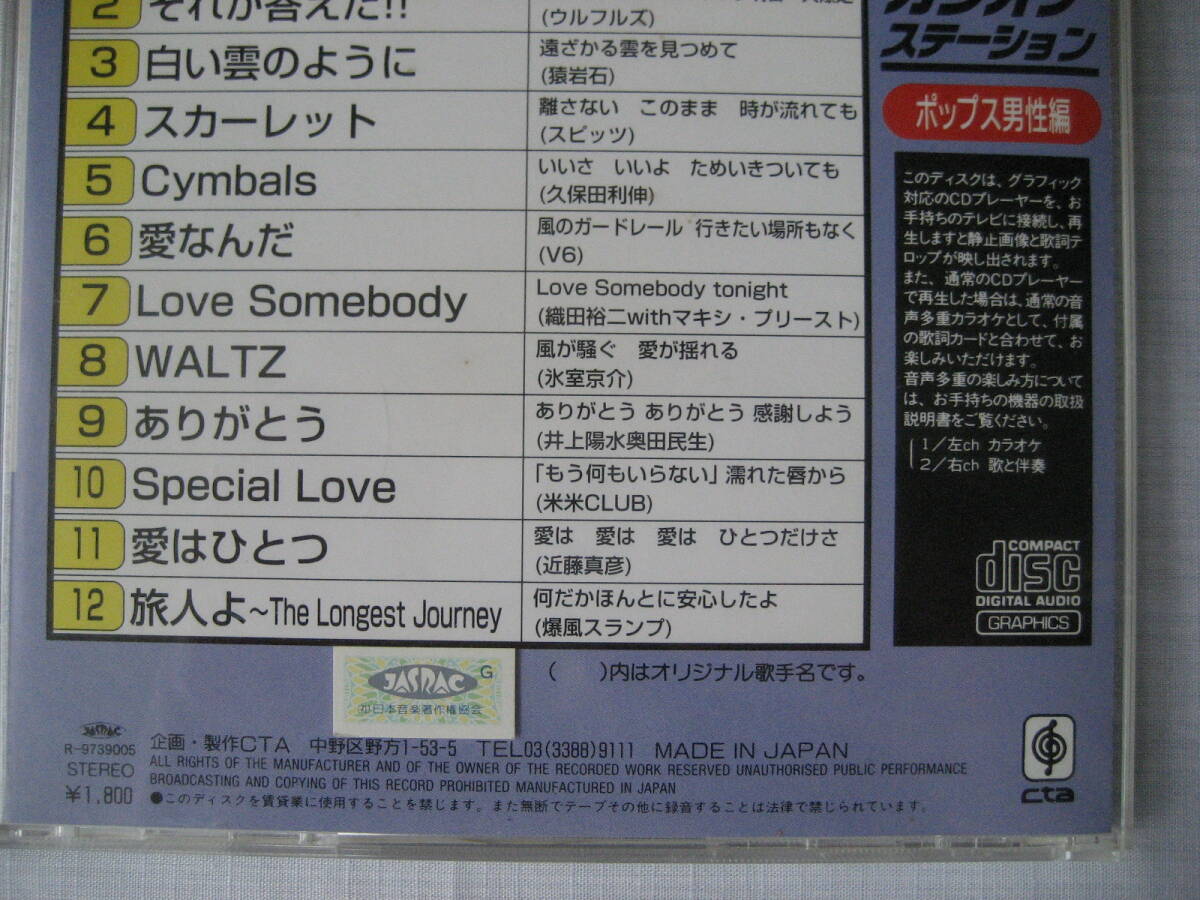 2 それが答えだ!!
(ウルフルズ)
3 白い雲のように
遠ざかる雲を見つめて
(猿岩石)
4 スカーレット
離さない このまま 時が流れても
(スピッツ)
5 Cymbals
いいさ いいよ ためいきついても
(久保田利伸)
6 愛なんだ
風のガードレール 行きたい場所もなく
(V6)
7 Love Somebody
Love Somebody tonight
(織田裕二withマキシ・プリースト)
8 WALTZ
風が騒ぐ 愛が揺れる
(氷室京介)
9 ありがとう
ありがとう ありがとう 感謝しよう
(井上陽水奥田民生)
10 Special Love
「もう何もいらない」濡れた唇から
(米米CLUB)
11 愛はひとつ
愛は 愛は 愛は ひとつだけさ
(近藤真彦)
12 旅人よ～The Longest Journey
何だかほんとに安心したよ
(爆風スランプ)
( )内はオリジナル歌手名です。
ステーション
ポップス男性編
このディスクは、グラフィック
対応のCDプレーヤーを、お
手持ちのテレビに接続し、再
生しますと静止画像と歌詞テ
ロップが映し出されます。
また、通常のCDプレーヤー
で再生した場合は、通常の音
声多重カラオケとして、付属
の歌詞カードと合わせて、お
楽しみいただけます。
音声多重の楽しみ方について
は、お手持ちの機器の取扱
説明書をご覧ください。
1／左ch カラオケ
2／右ch 歌と伴奏
COMPACT
disc
DIGITAL AUDIO
GRAPHICS
JASRAC G
㈳日本音楽著作権協会
JASRAC
R-9739005
STEREO
¥1,800
企画・製作CTA 中野区野方1-53-5 TEL03(3388)9111 MADE IN JAPAN
ALL RIGHTS OF THE MANUFACTURER AND OF THE OWNER OF THE RECORDED WORK RESERVED UNAUTHORISED PUBLIC PERFORMANCE
BROADCASTING AND COPYING OF THIS RECORD PROHIBITED MANUFACTURED IN JAPAN
●このディスクを賃貸業に使用することを禁じます。また無断でテープその他に録音することは法律で禁じられています。
cta